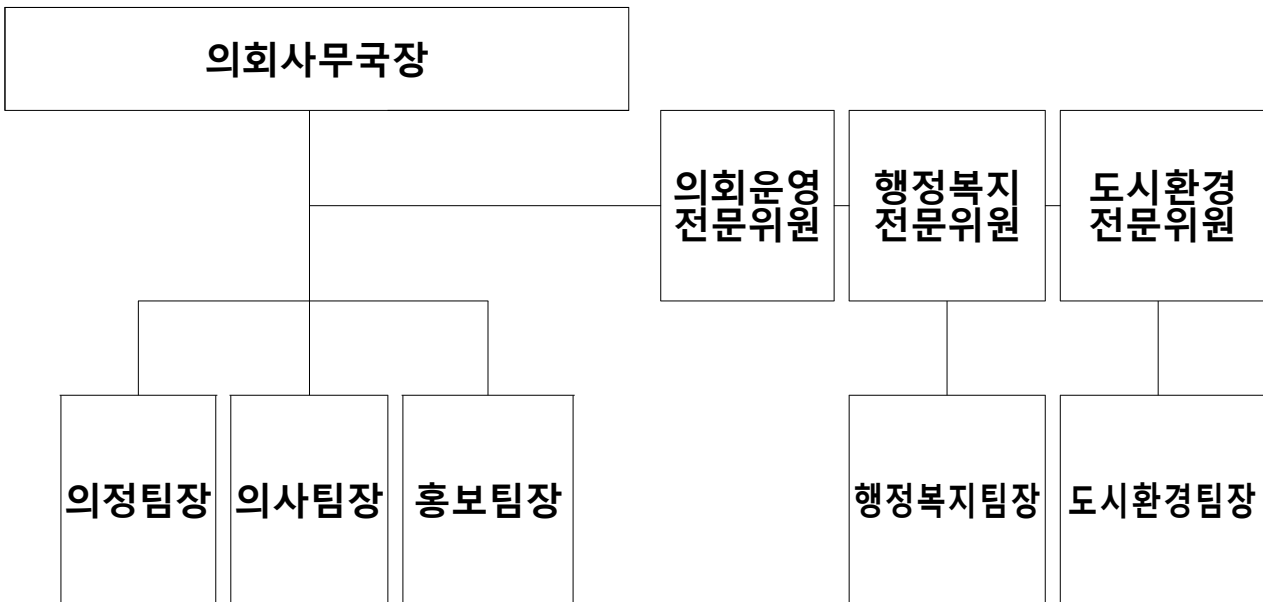 의회사무국장
의회운영
전문위원
행정복지
전문위원
도시환경
전문위원
의정팀장
의사팀장
홍보팀장
행정복지팀장
도시환경팀장